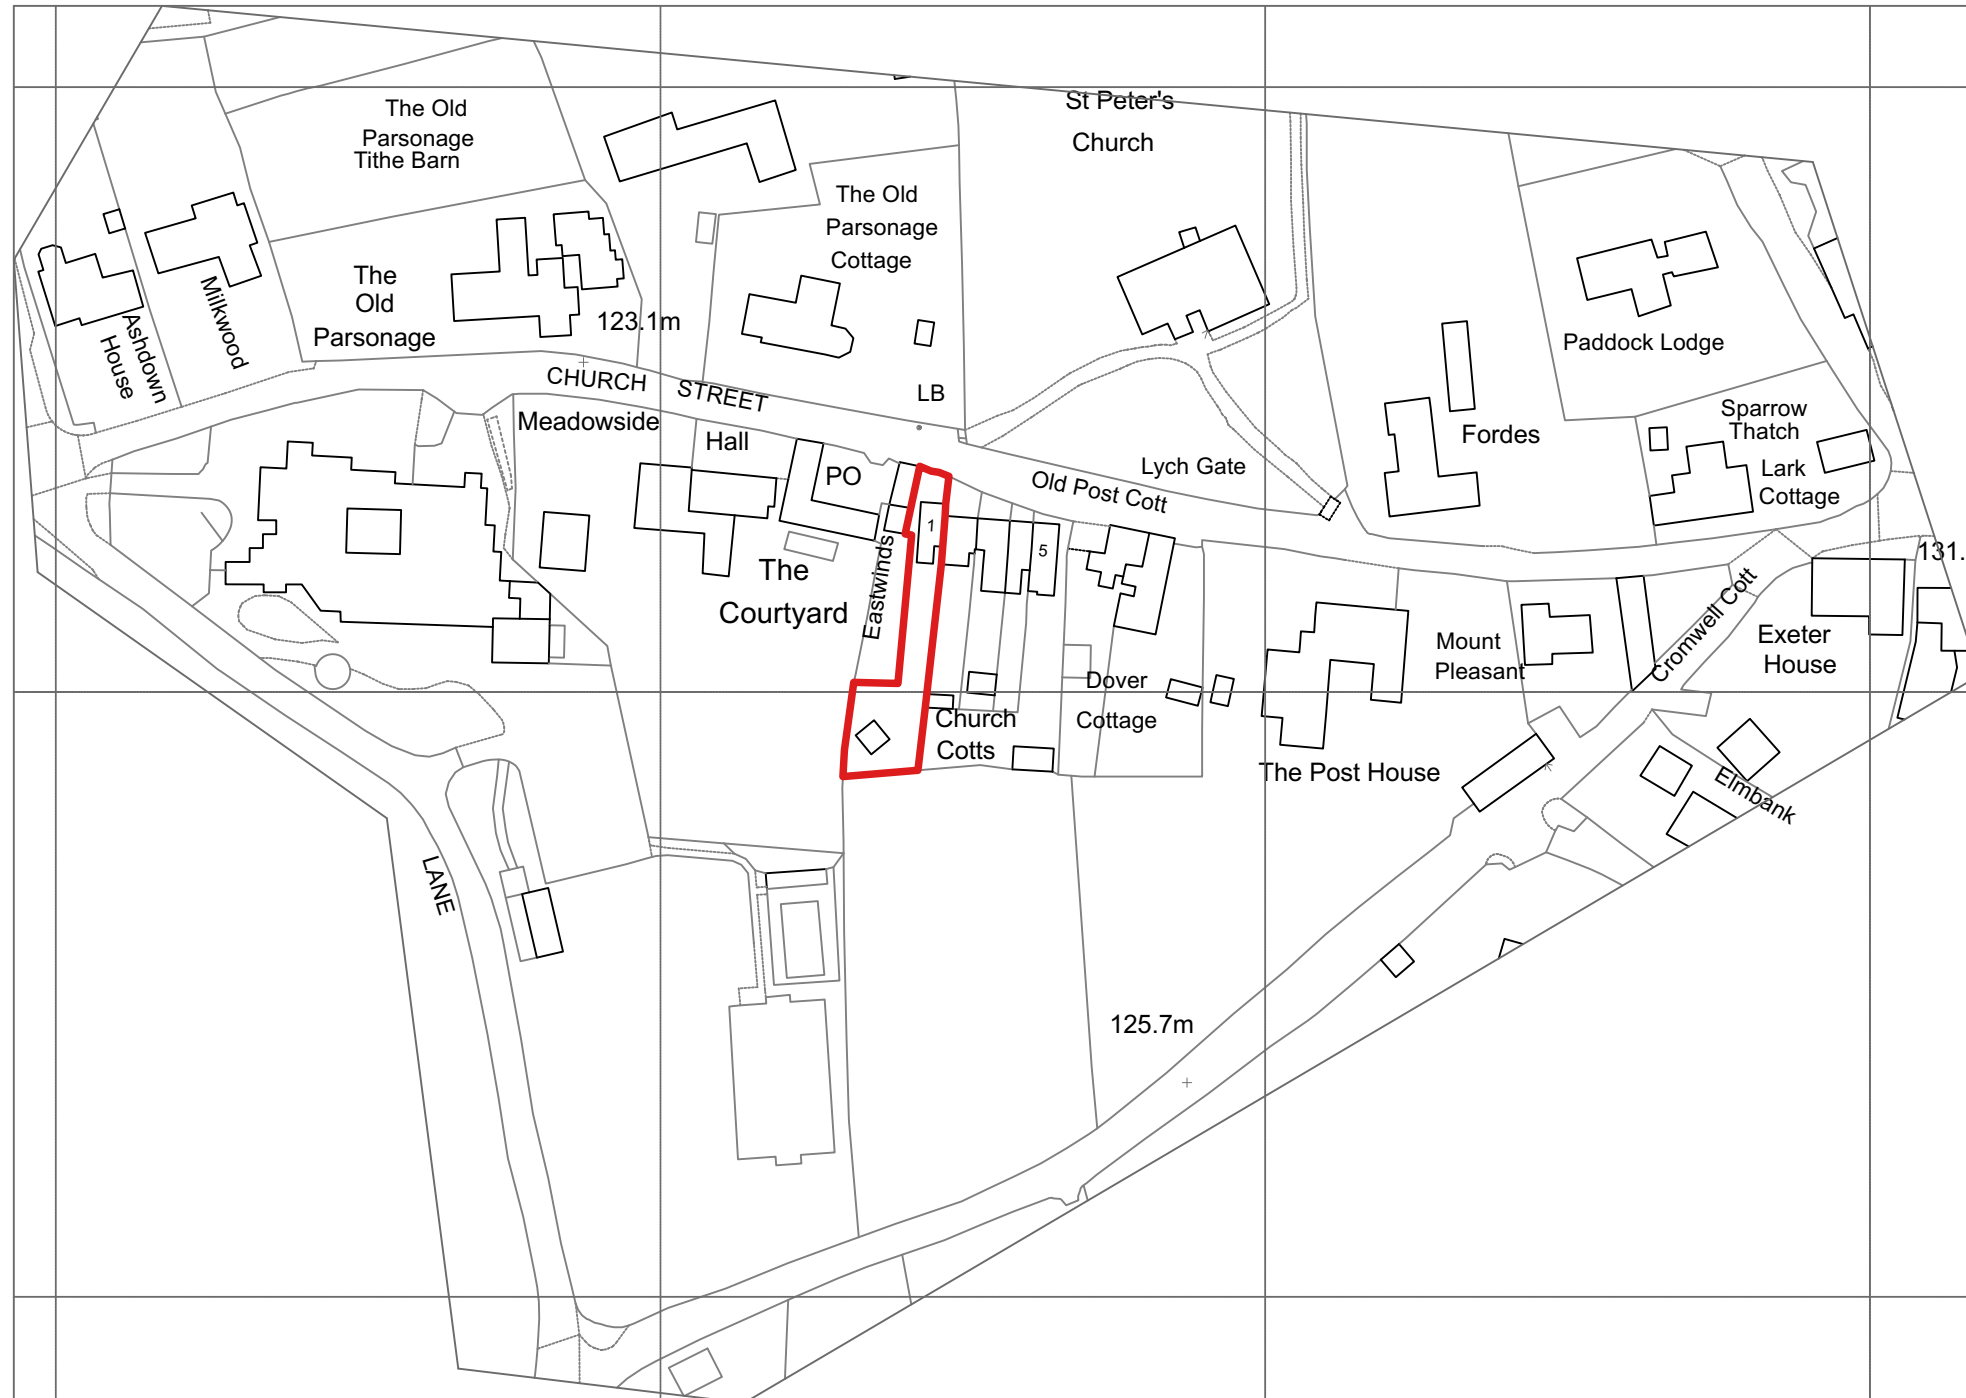 St Peter's
Church
The Old
Parsonage
Tithe Barn
The Old
Parsonage
Cottage
Milkwood
Ashdown
House
The
Old
Parsonage
123.1m
Paddock Lodge
CHURCH STREET
LB
Meadowside
Hall
PO
Lych Gate
Old Post Cott
Fordes
Sparrow
Thatch
Lark
Cottage
1
5
Eastwinds
The
Courtyard
131.
Cromwell Cott
Exeter
House
Mount
Pleasant
Dover
Cottage
Church
Cotts
The Post House
Elmbank
LANE
125.7m